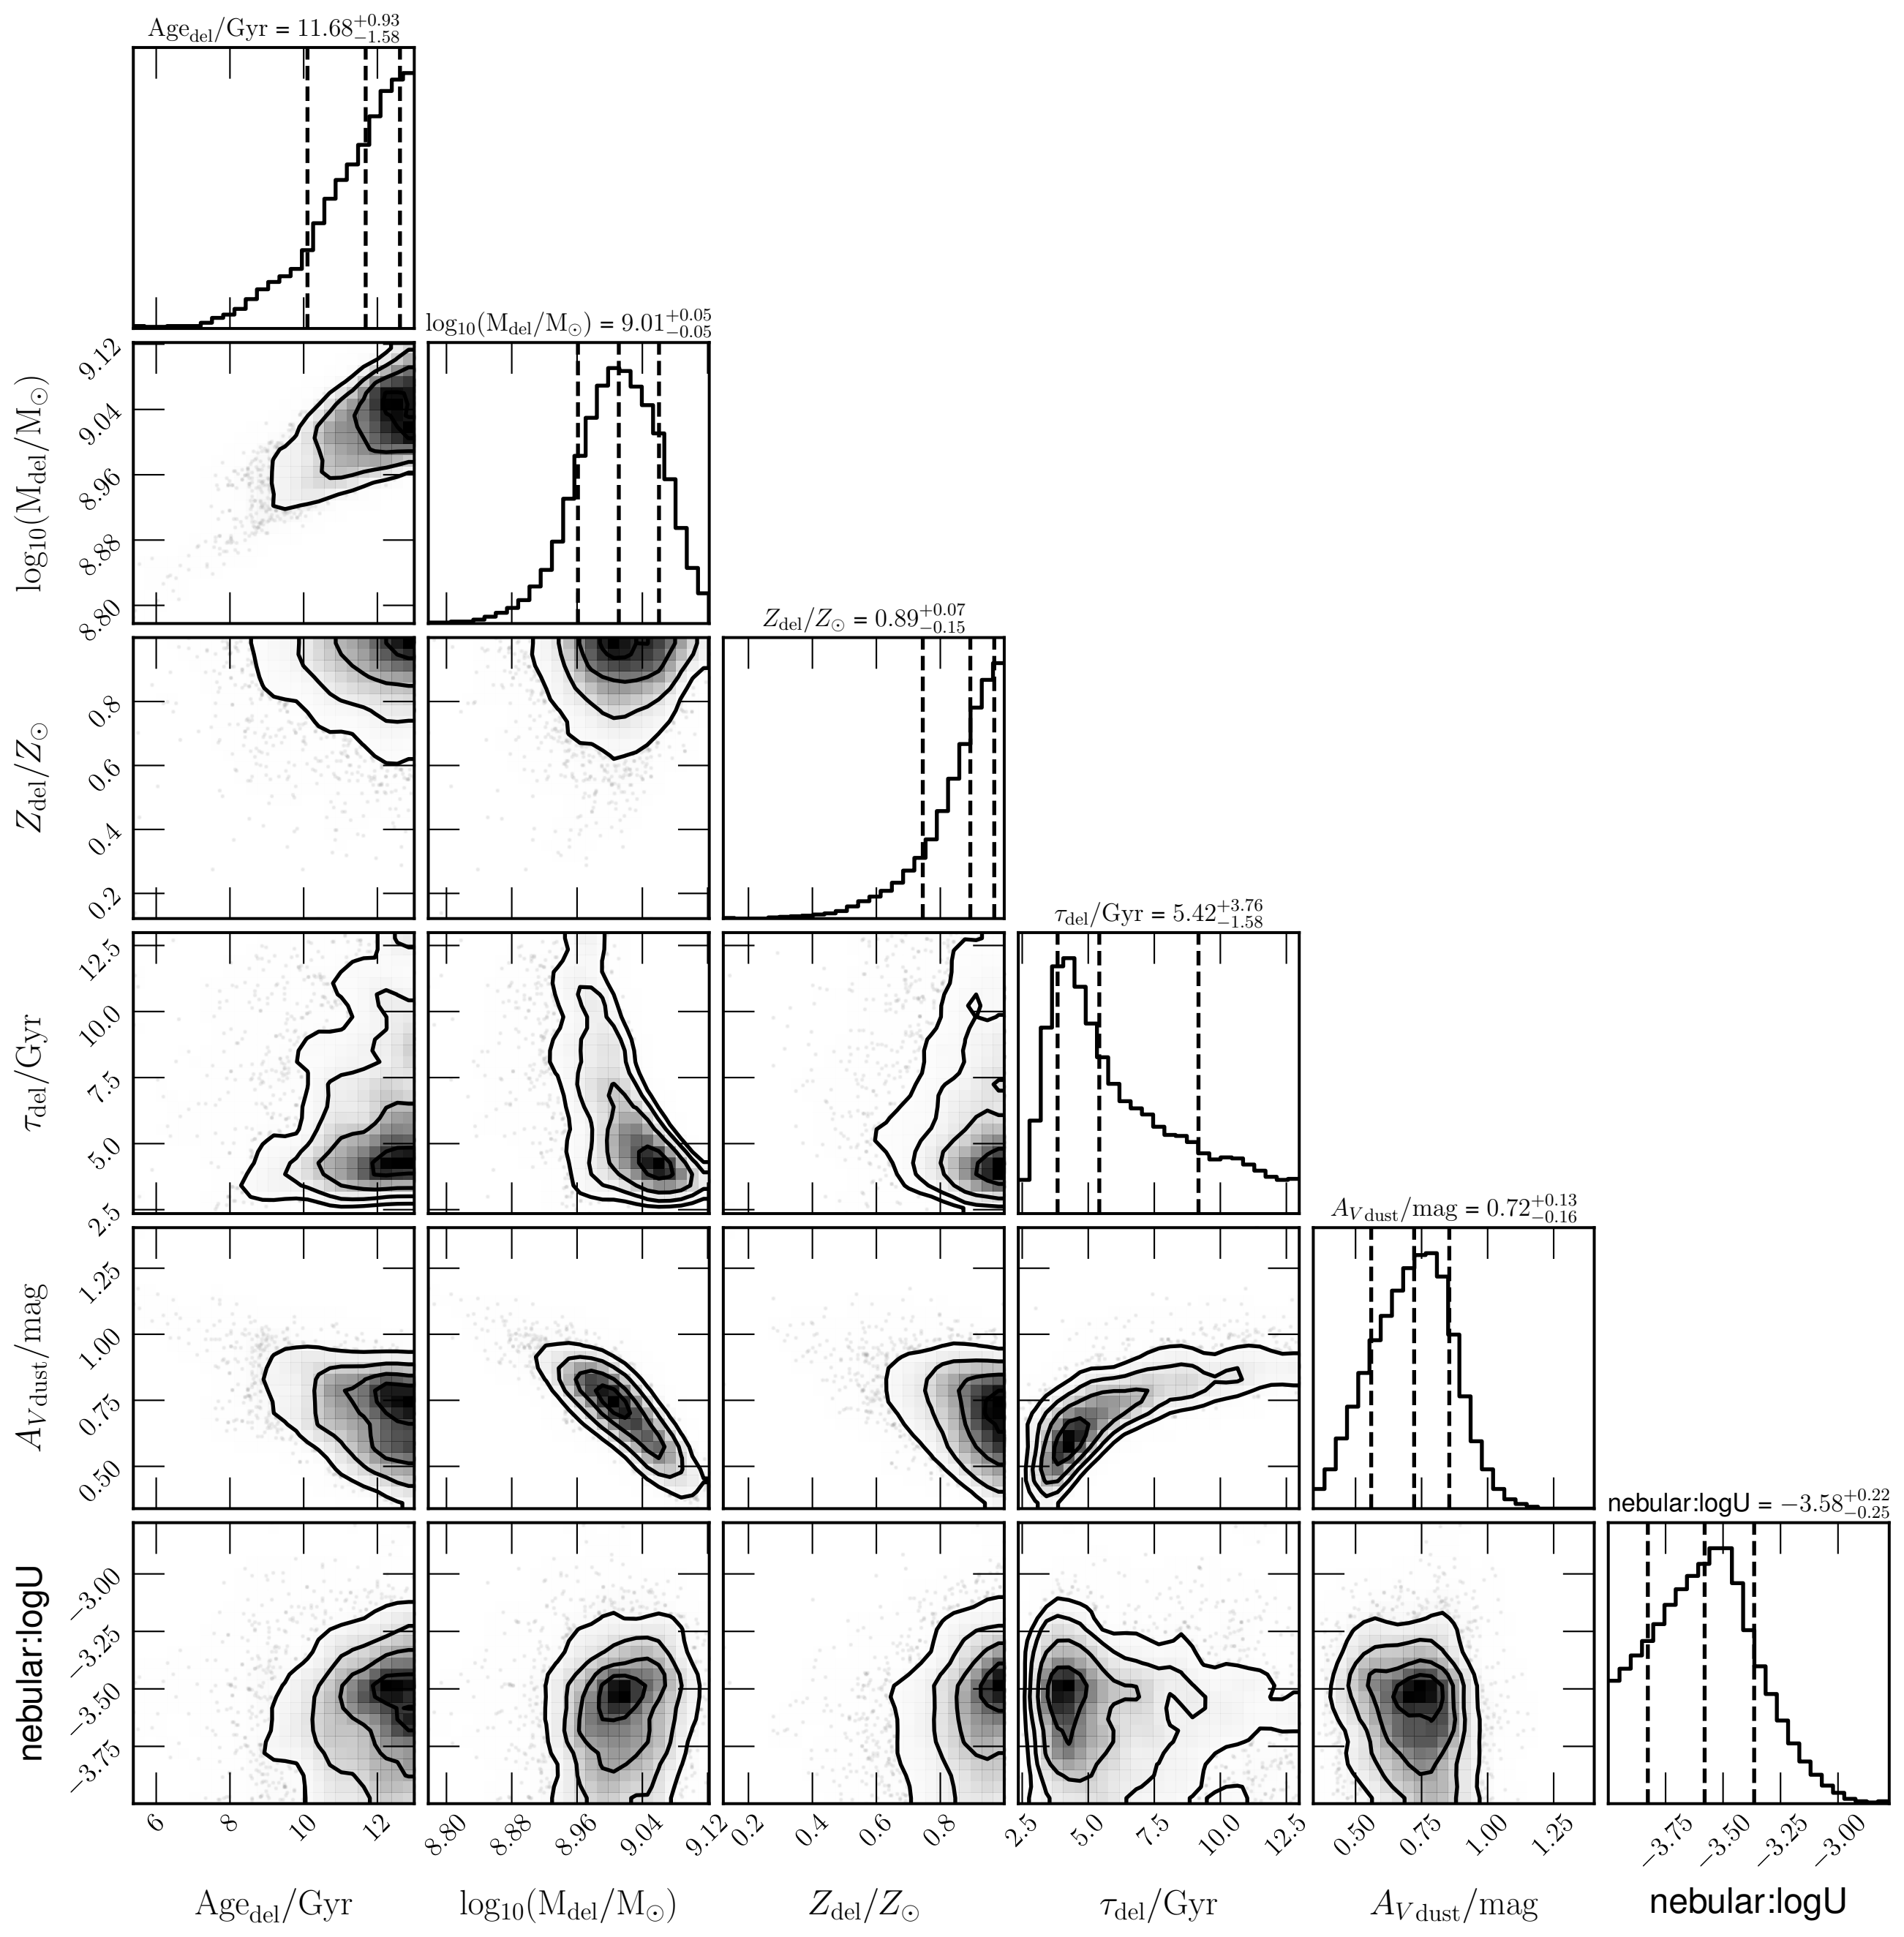 Age_del/Gyr = 11.68^{+0.93}_{−1.58}
log₁₀(M_del/M_⊙) = 9.01^{+0.05}_{−0.05}
9.12
9.04
8.96
8.88
8.80
log₁₀(M_del/M_⊙)
Z_del/Z_⊙ = 0.89^{+0.07}_{−0.15}
0.8
0.6
0.4
0.2
Z_del/Z_⊙
τ_del/Gyr = 5.42^{+3.76}_{−1.58}
12.5
10.0
7.5
5.0
2.5
τ_del/Gyr
A_{V dust}/mag = 0.72^{+0.13}_{−0.16}
1.25
1.00
0.75
0.50
A_{V dust}/mag
nebular:logU = −3.58^{+0.22}_{−0.25}
−3.00
−3.25
−3.50
−3.75
nebular:logU
6 8 10 12 8.80 8.88 8.96 9.04 9.12 0.2 0.4 0.6 0.8 2.5 5.0 7.5 10.0 12.5 0.50 0.75 1.00 1.25 −3.75 −3.50 −3.25 −3.00
Age_del/Gyr log₁₀(M_del/M_⊙) Z_del/Z_⊙ τ_del/Gyr A_{V dust}/mag nebular:logU